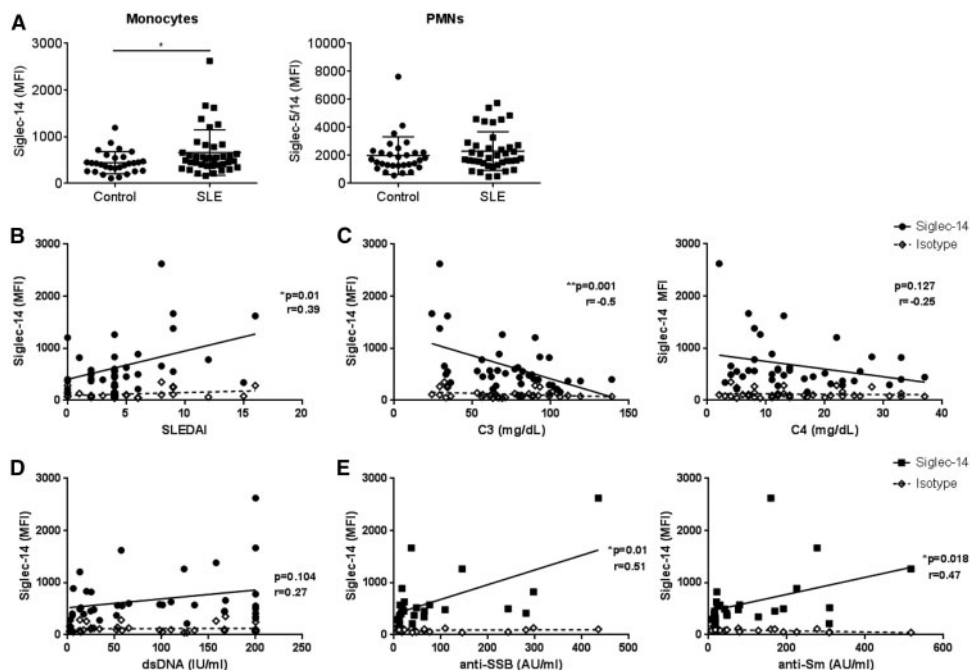 A
Monocytes
Siglec-14 (MFI)
3000
2000
1000
0
*
Control
SLE
PMNs
Siglec-5/14 (MFI)
10000
8000
6000
4000
2000
0
Control
SLE
B
Siglec-14 (MFI)
3000
2000
1000
0
*p=0.01
r=0.39
0
5
10
15
20
SLEDAI
C
Siglec-14 (MFI)
3000
2000
1000
0
**p=0.001
r=-0.5
0
50
100
150
C3 (mg/dL)
Siglec-14 MFI
3000
2000
1000
0
Siglec-14
Isotype
p=0.127
r=-0.25
0
10
20
30
40
C4 (mg/dL)
D
Siglec-14 (MFI)
3000
2000
1000
0
p=0.104
r=0.27
0
50
100
150
200
250
dsDNA (IU/ml)
E
Siglec-14 (MFI)
3000
2000
1000
0
*p=0.01
r=0.51
0
100
200
300
400
500
anti-SSB (AU/ml)
Siglec-14 (MFI)
3000
2000
1000
0
Siglec-14
Isotype
*p=0.018
r=0.47
0
200
400
600
anti-Sm (AU/ml)